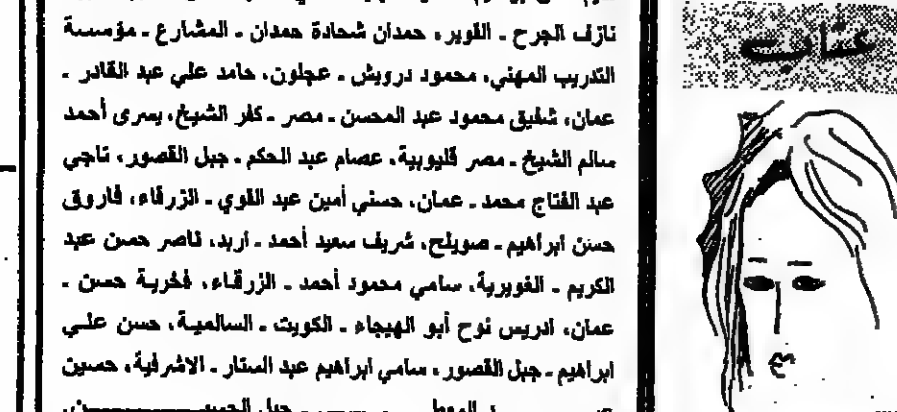 نازف الجرح ـ الغوير، حمدان شحادة حمدان ـ المشارع ـ مؤسسة
التدريب المهني، محمود درويش ـ عجلون، حامد علي عبد القادر ـ
عمان، شفيق محمود عبد المحسن ـ مصر ـ كفر الشيخ، يسرى أحمد
سالم الشيخ ـ مصر قليوبية، عصام عبد الحكم ـ جبل القصور، ناجي
عبد الفتاح محمد ـ عمان، حسني أمين عبد القوي ـ الزرقاء، فاروق
حسن ابراهيم ـ صويلح، شريف سعيد أحمد ـ اربد، ناصر حسن عبد
الكريم ـ الغويرية، سامي محمود أحمد ـ الزرقاء، فخرية حسن ـ
عمان، ادريس نوح أبو الهيجاء ـ الكويت ـ السالمية، حسن علي
ابراهيم ـ جبل القصور، سامي ابراهيم عبد الستار ـ الاشرفية، حسين
عتاب